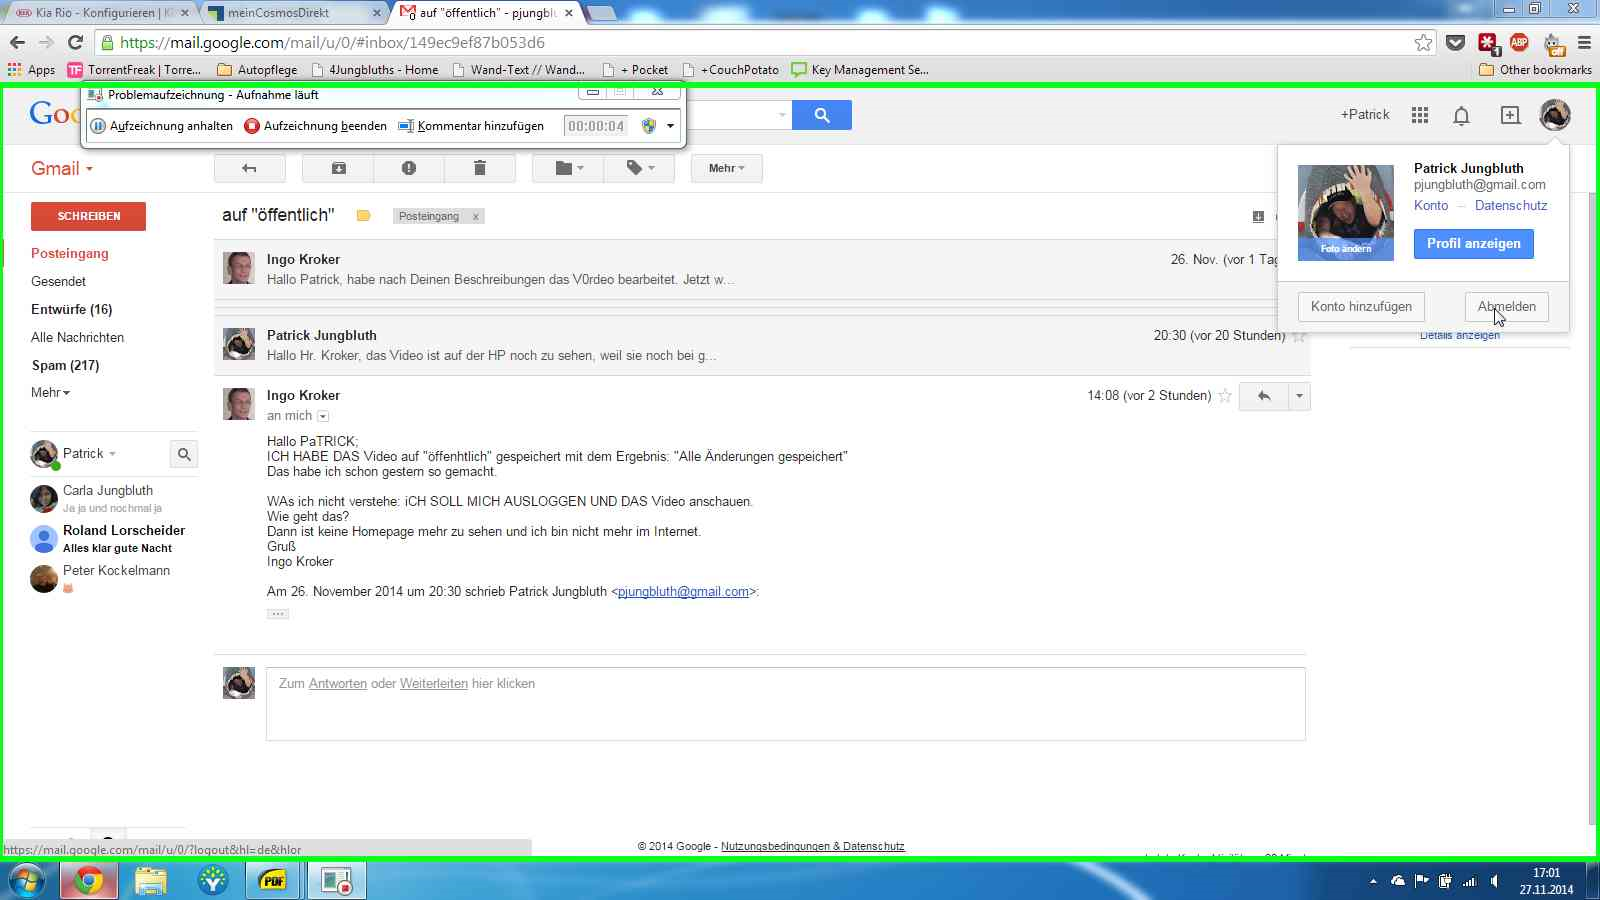 Kia Rio - Konfigurieren | K
meinCosmosDirekt
auf "öffentlich" - pjungblu
https://mail.google.com/mail/u/0/#inbox/149ec9ef87b053d6
1
ABP
off
Apps
TF
TorrentFreak | Torre...
Autopflege
4Jungbluths - Home
Wand-Text // Wand...
+ Pocket
+CouchPotato
Key Management Se...
Other bookmarks
Problemaufzeichnung - Aufnahme läuft
Aufzeichnung anhalten
Aufzeichnung beenden
Kommentar hinzufügen
00:00:04
+Patrick
Gmail
Mehr
Patrick Jungbluth
pjungbluth@gmail.com
Konto – Datenschutz
Foto ändern
Profil anzeigen
Konto hinzufügen
Abmelden
Details anzeigen
SCHREIBEN
Posteingang
Gesendet
Entwürfe (16)
Alle Nachrichten
Spam (217)
Mehr
Patrick
Carla Jungbluth
Ja ja und nochmal ja
Roland Lorscheider
Alles klar gute Nacht
Peter Kockelmann
auf "öffentlich"
Posteingang x
Ingo Kroker
26. Nov. (vor 1 Tag
Hallo Patrick, habe nach Deinen Beschreibungen das V0rdeo bearbeitet. Jetzt w...
Patrick Jungbluth
20:30 (vor 20 Stunden)
Hallo Hr. Kroker, das Video ist auf der HP noch zu sehen, weil sie noch bei g...
Ingo Kroker
14:08 (vor 2 Stunden)
an mich
Hallo PaTRICK;
ICH HABE DAS Video auf "öffenhtlich" gespeichert mit dem Ergebnis: "Alle Änderungen gespeichert"
Das habe ich schon gestern so gemacht.
WAs ich nicht verstehe: iCH SOLL MICH AUSLOGGEN UND DAS Video anschauen.
Wie geht das?
Dann ist keine Homepage mehr zu sehen und ich bin nicht mehr im Internet.
Gruß
Ingo Kroker
Am 26. November 2014 um 20:30 schrieb Patrick Jungbluth <pjungbluth@gmail.com>:
Zum Antworten oder Weiterleiten hier klicken
© 2014 Google - Nutzungsbedingungen & Datenschutz
https://mail.google.com/mail/u/0/?logout&hl=de&hlor
PDF
17:01
27.11.2014